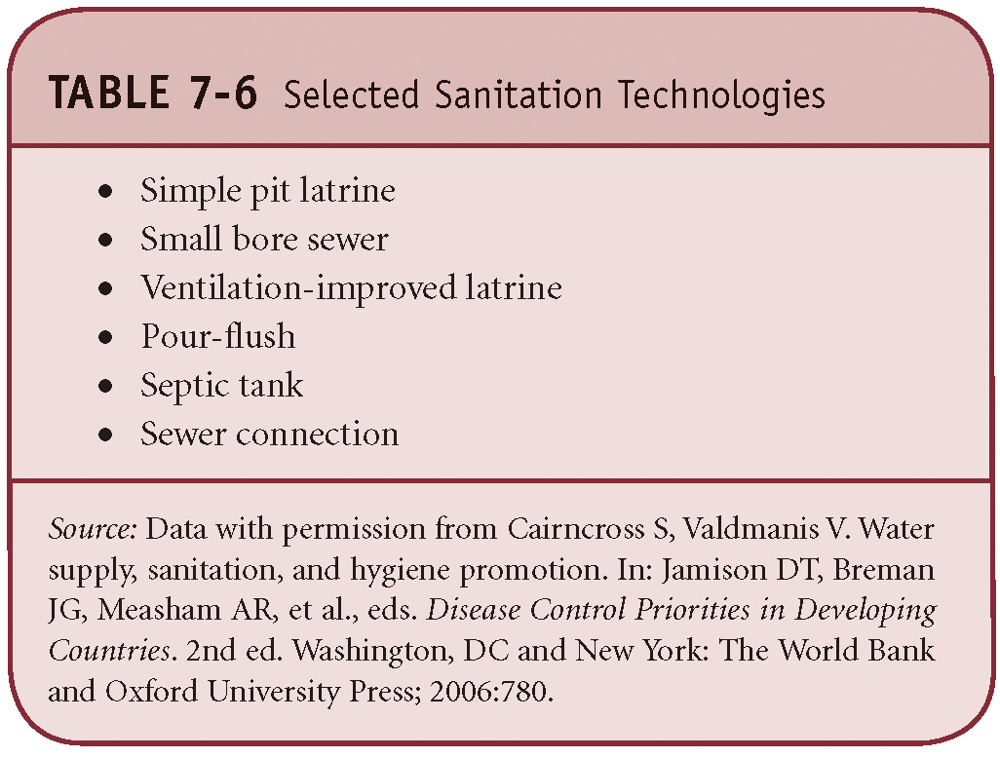 TABLE 7-6 Selected Sanitation Technologies
• Simple pit latrine
• Small bore sewer
• Ventilation-improved latrine
• Pour-flush
• Septic tank
• Sewer connection
Source: Data with permission from Cairncross S, Valdmanis V. Water
supply, sanitation, and hygiene promotion. In: Jamison DT, Breman
JG, Measham AR, et al., eds. Disease Control Priorities in Developing
Countries. 2nd ed. Washington, DC and New York: The World Bank
and Oxford University Press; 2006:780.